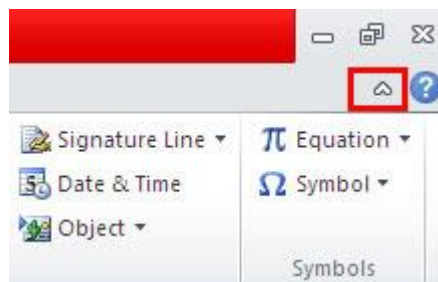 Signature Line
Equation
Date & Time
Symbol
Object
Symbols